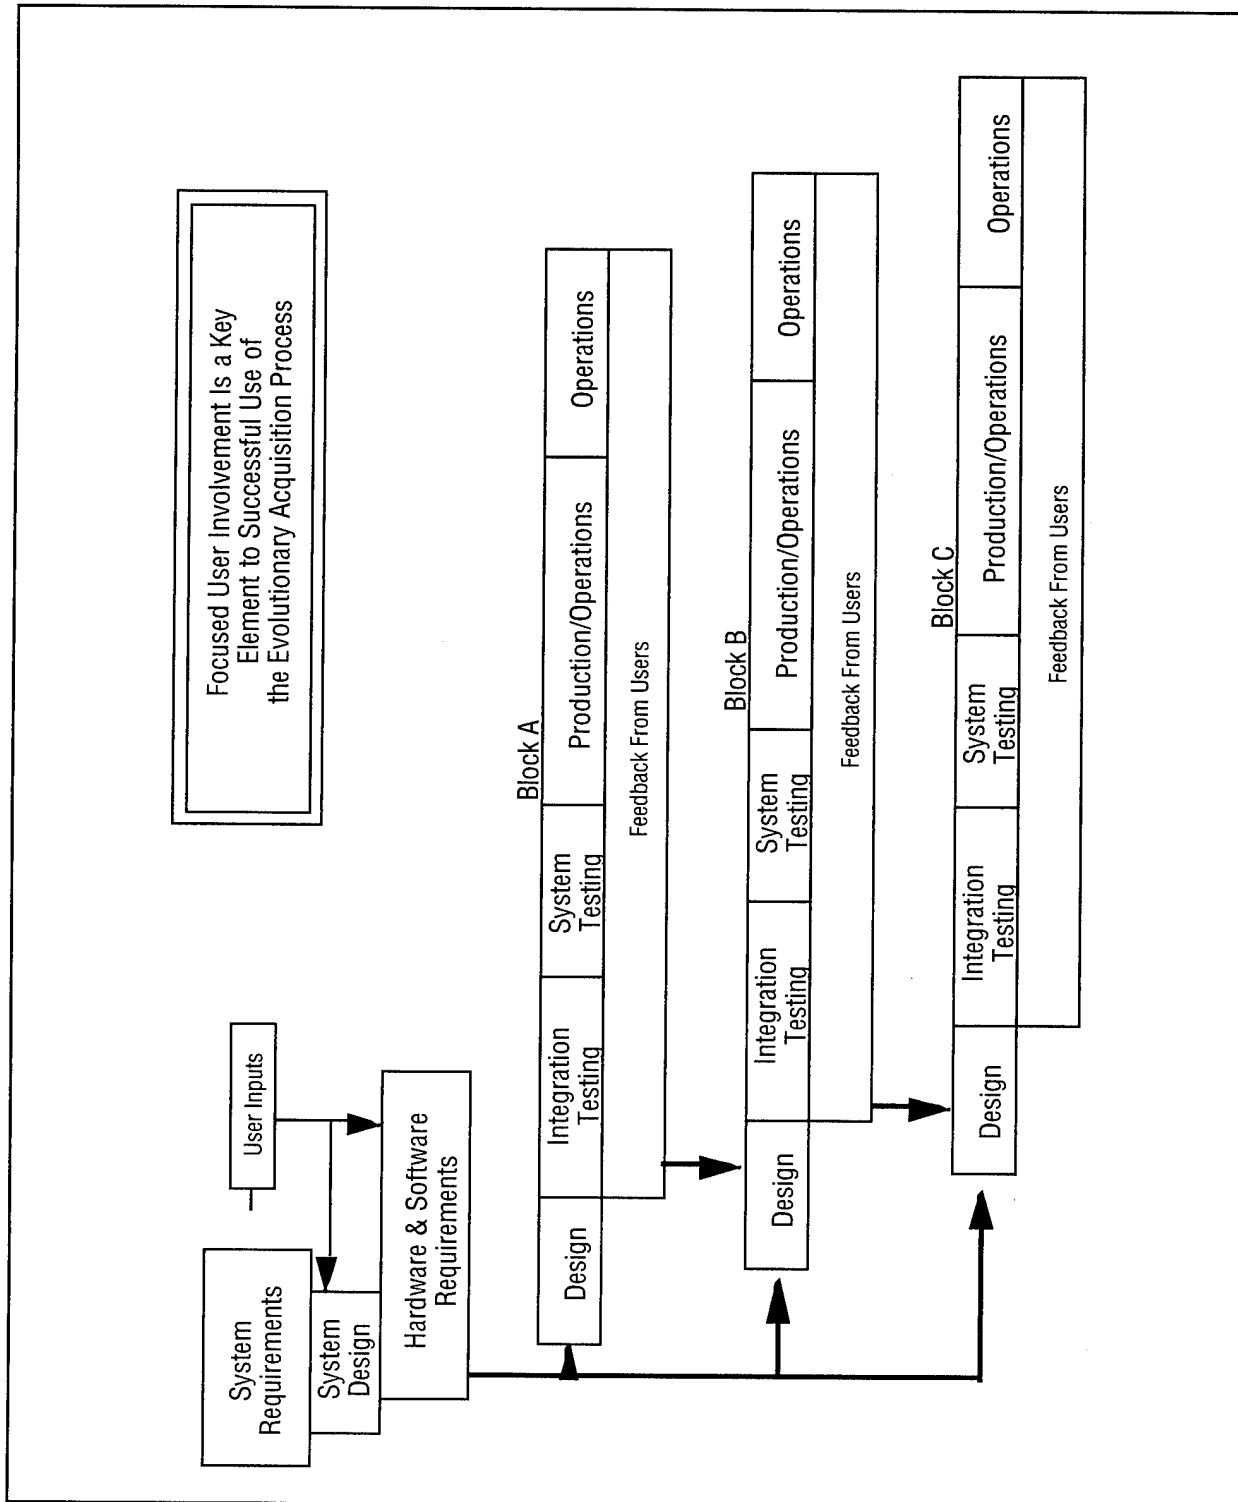 Focused User Involvement Is a Key
Element to Successful Use of
the Evolutionary Acquisition Process
System
Requirements
User Inputs
System
Design
Hardware & Software
Requirements
Block A
Design
Integration
Testing
System
Testing
Production/Operations
Operations
Feedback From Users
Block B
Design
Integration
Testing
System
Testing
Production/Operations
Operations
Feedback From Users
Block C
Design
Integration
Testing
System
Testing
Production/Operations
Operations
Feedback From Users